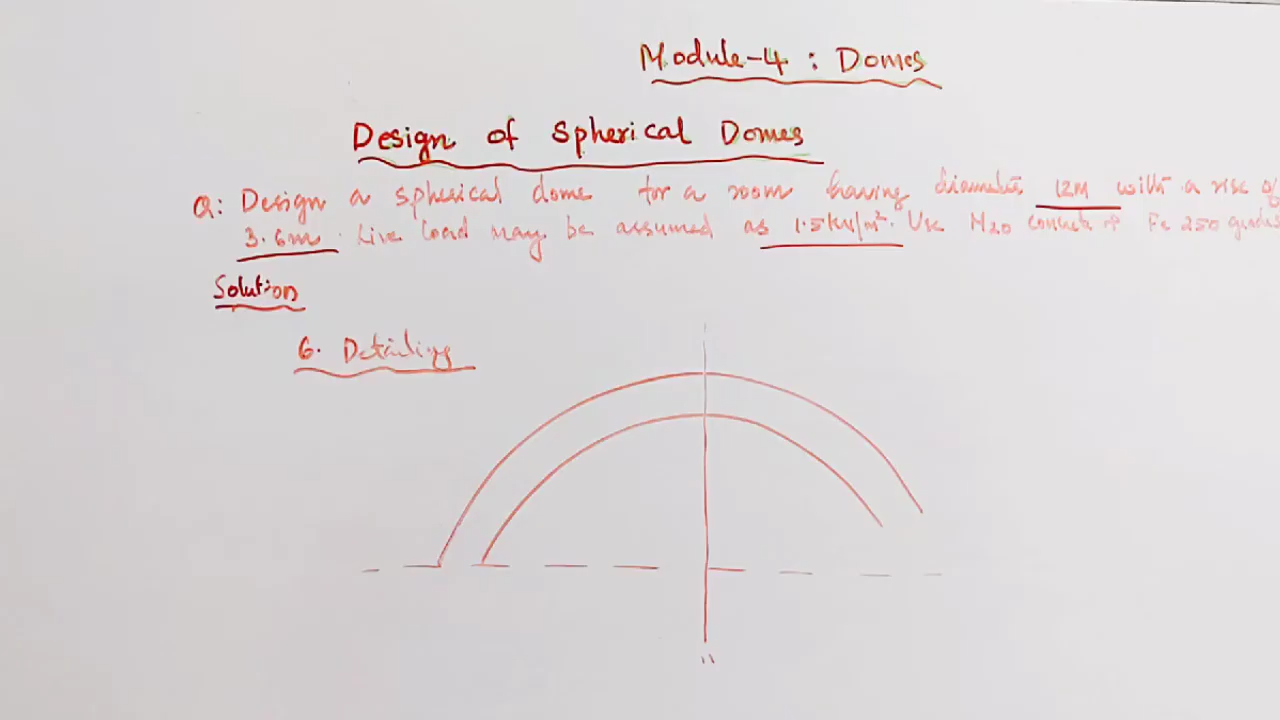 Module-4 : Domes
Design of Spherical Domes
Q: Design a spherical dome for a room having diameter 12M with a rise of
3.6m. Live load may be assumed as 1.5kN/m². Use M20 concrete & Fe 250 grades
Solution
6. Detailing